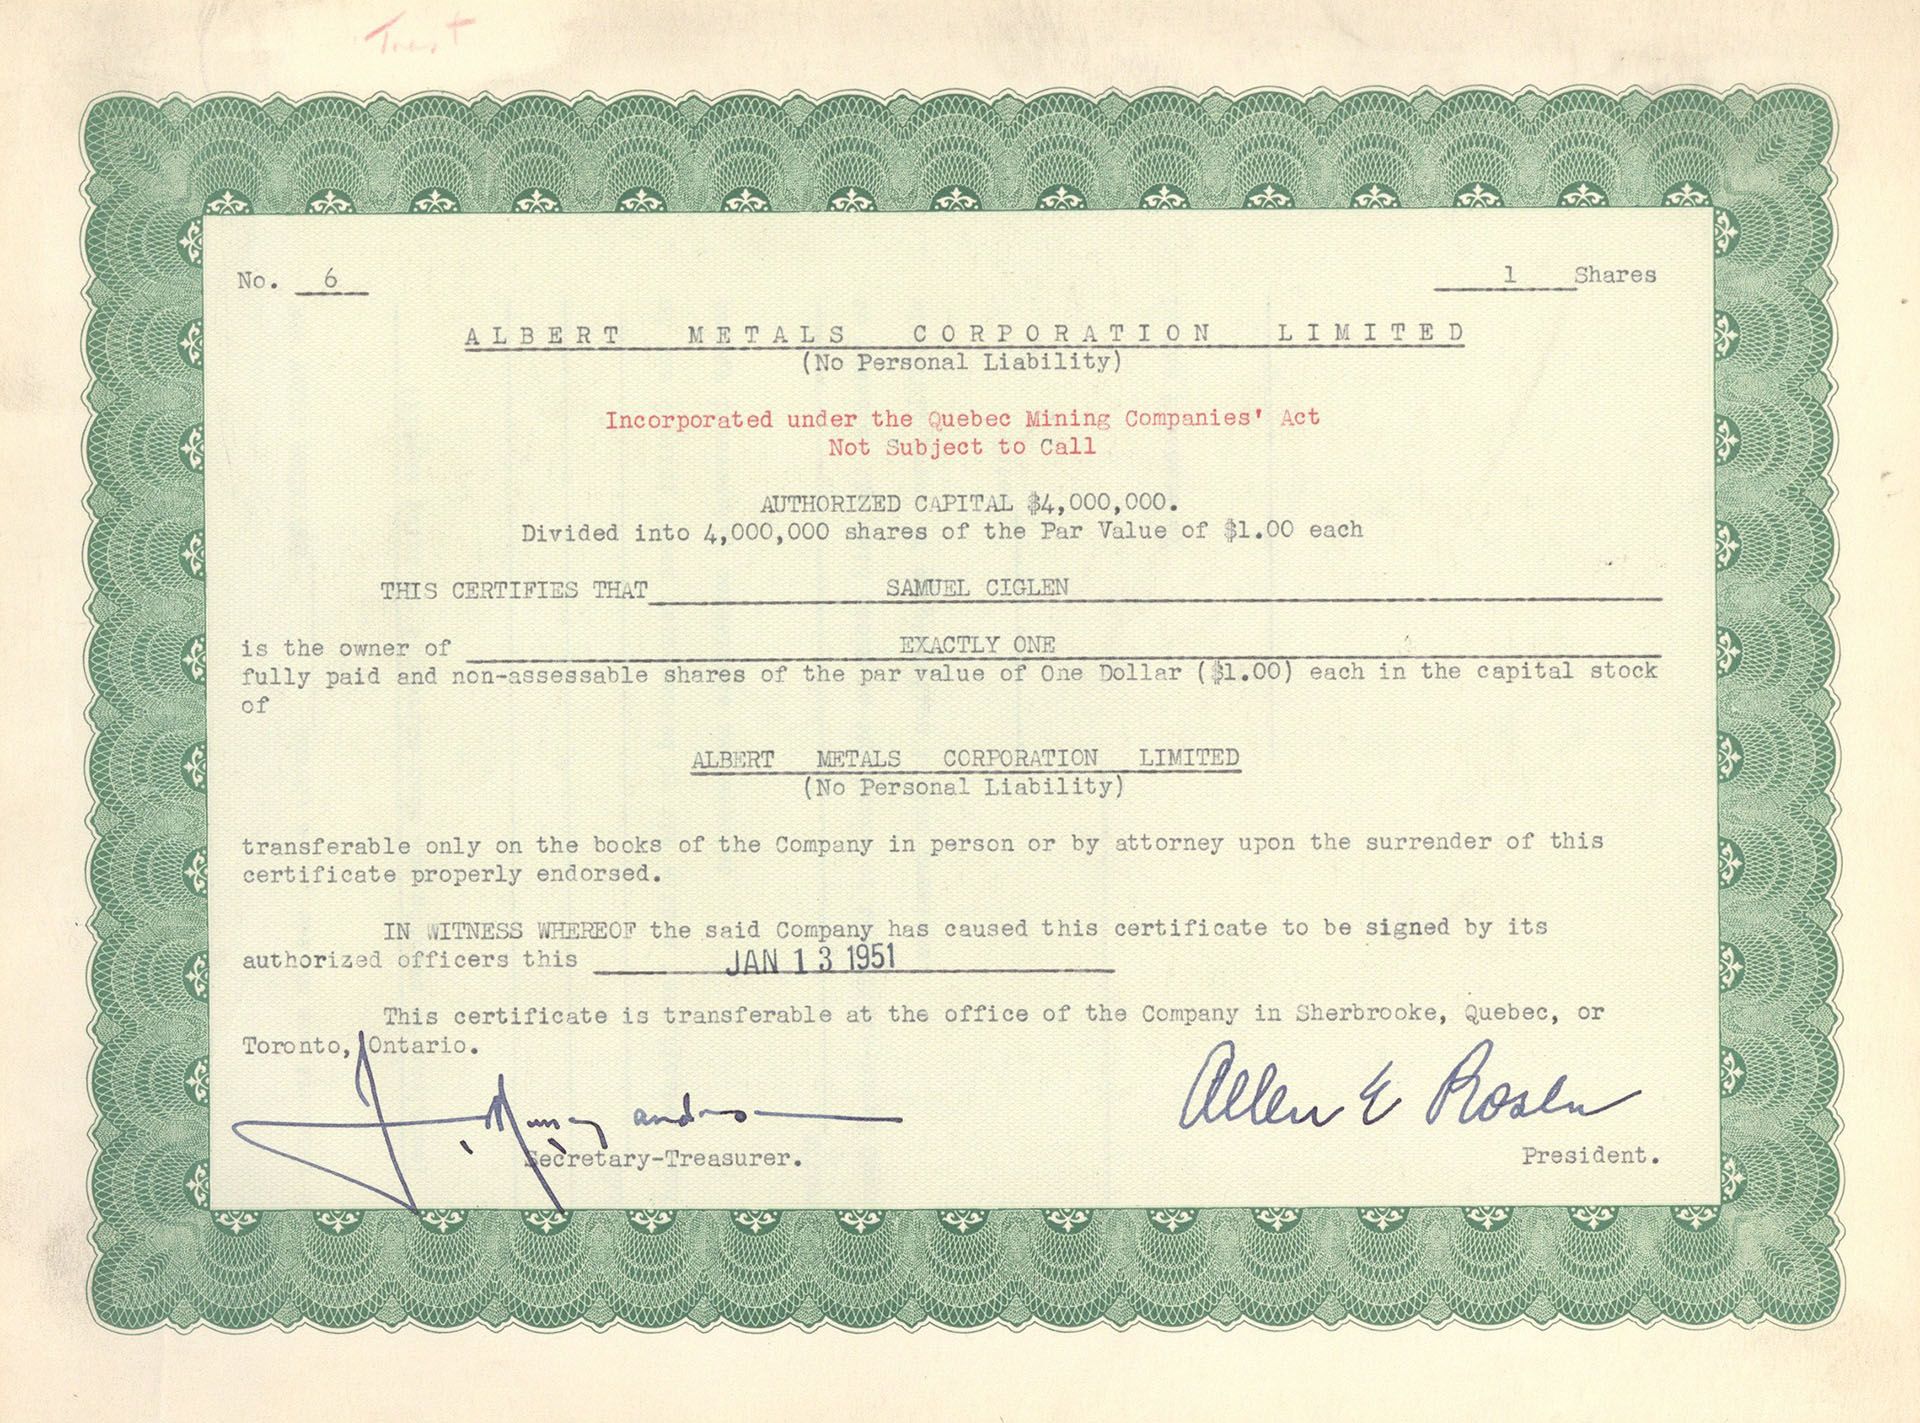 Trust
No. 6
1 Shares
ALBERT METALS CORPORATION LIMITED
(No Personal Liability)
Incorporated under the Quebec Mining Companies' Act
Not Subject to Call
AUTHORIZED CAPITAL $4,000,000.
Divided into 4,000,000 shares of the Par Value of $1.00 each
THIS CERTIFIES THAT SAMUEL CIGLEN
is the owner of EXACTLY ONE
fully paid and non-assessable shares of the par value of One Dollar ($1.00) each in the capital stock
of
ALBERT METALS CORPORATION LIMITED
(No Personal Liability)
transferable only on the books of the Company in person or by attorney upon the surrender of this
certificate properly endorsed.
IN WITNESS WHEREOF the said Company has caused this certificate to be signed by its
authorized officers this JAN 13 1951
This certificate is transferable at the office of the Company in Sherbrooke, Quebec, or
Toronto, Ontario.
J. Murray
Allen E Rosen
Secretary-Treasurer.
President.